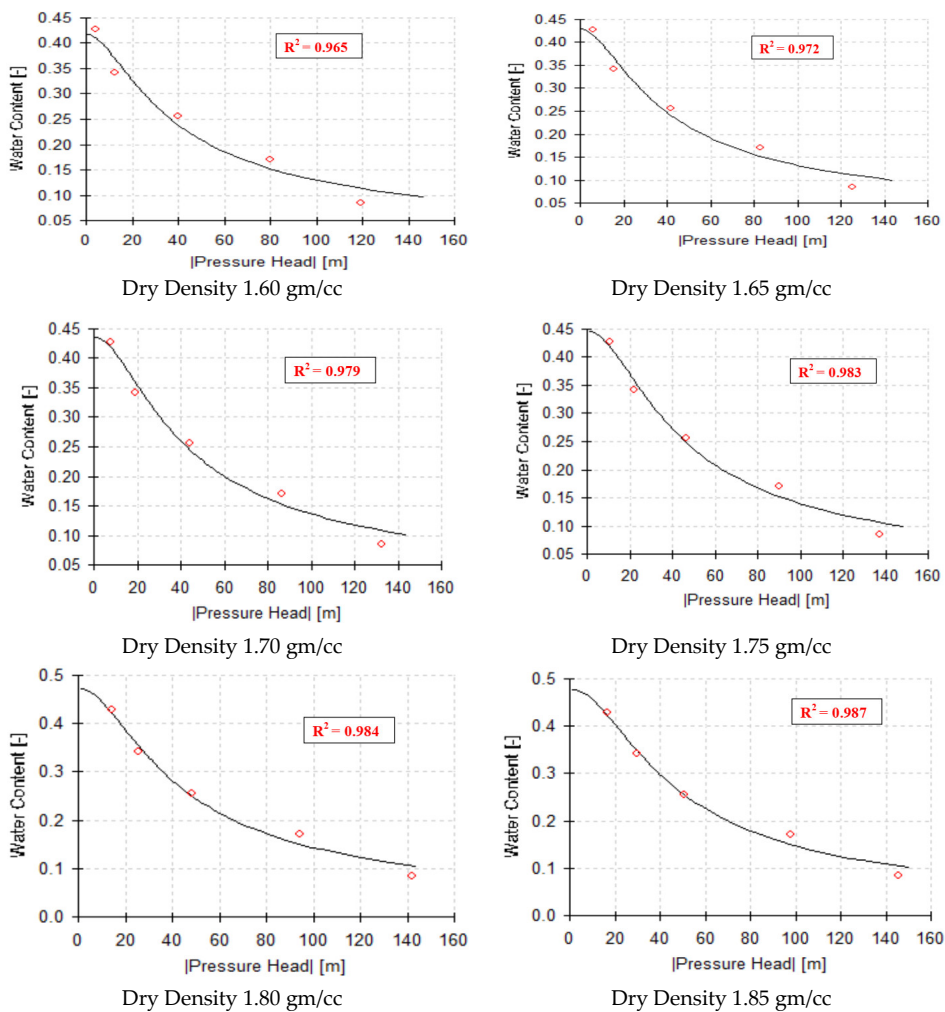 0.45
0.40
0.35
0.30
0.25
0.20
0.15
0.10
0.05
Water Content [-]
R² = 0.965
0 20 40 60 80 100 120 140 160
|Pressure Head| [m]
Dry Density 1.60 gm/cc
0.45
0.40
0.35
0.30
0.25
0.20
0.15
0.10
0.05
Water Content [-]
R² = 0.972
0 20 40 60 80 100 120 140 160
|Pressure Head| [m]
Dry Density 1.65 gm/cc
0.45
0.40
0.35
0.30
0.25
0.20
0.15
0.10
0.05
Water Content [-]
R² = 0.979
0 20 40 60 80 100 120 140 160
|Pressure Head| [m]
Dry Density 1.70 gm/cc
0.45
0.40
0.35
0.30
0.25
0.20
0.15
0.10
0.05
Water Content [-]
R² = 0.983
0 20 40 60 80 100 120 140 160
|Pressure Head| [m]
Dry Density 1.75 gm/cc
0.5
0.4
0.3
0.2
0.1
0.0
Water Content [-]
R² = 0.984
0 20 40 60 80 100 120 140 160
|Pressure Head| [m]
Dry Density 1.80 gm/cc
0.5
0.4
0.3
0.2
0.1
0.0
Water Content [-]
R² = 0.987
0 20 40 60 80 100 120 140 160
|Pressure Head| [m]
Dry Density 1.85 gm/cc